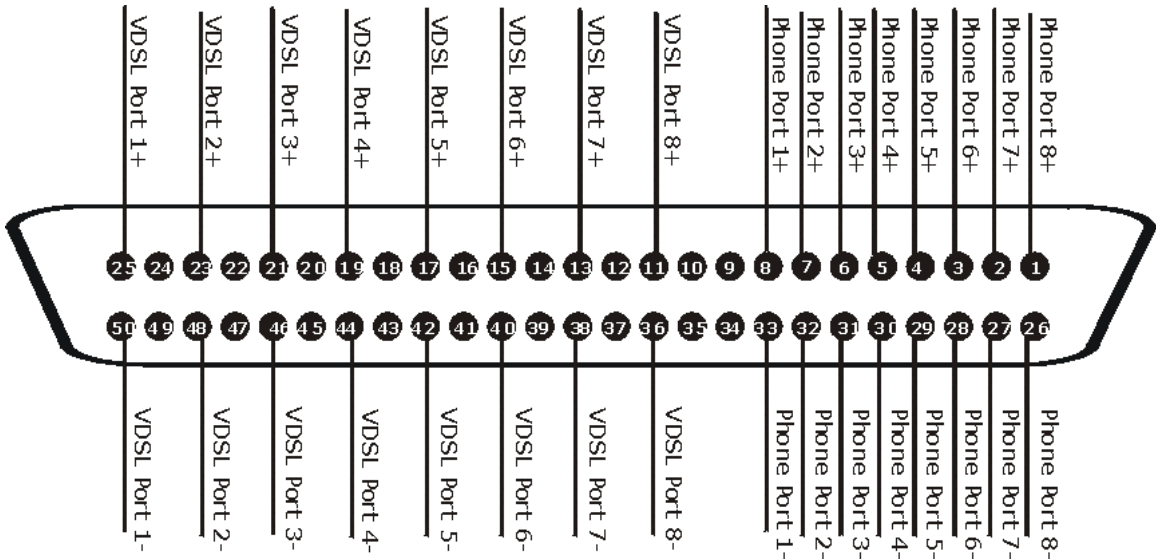 VDSL Port 1+
VDSL Port 2+
VDSL Port 3+
VDSL Port 4+
VDSL Port 5+
VDSL Port 6+
VDSL Port 7+
VDSL Port 8+
Phone Port 1+
Phone Port 2+
Phone Port 3+
Phone Port 4+
Phone Port 5+
Phone Port 6+
Phone Port 7+
Phone Port 8+
25 24 23 22 21 20 19 18 17 16 15 14 13 12 11 10 9 8 7 6 5 4 3 2 1
50 49 48 47 46 45 44 43 42 41 40 39 38 37 36 35 34 33 32 31 30 29 28 27 26
VDSL Port 1-
VDSL Port 2-
VDSL Port 3-
VDSL Port 4-
VDSL Port 5-
VDSL Port 6-
VDSL Port 7-
VDSL Port 8-
Phone Port 1-
Phone Port 2-
Phone Port 3-
Phone Port 4-
Phone Port 5-
Phone Port 6-
Phone Port 7-
Phone Port 8-